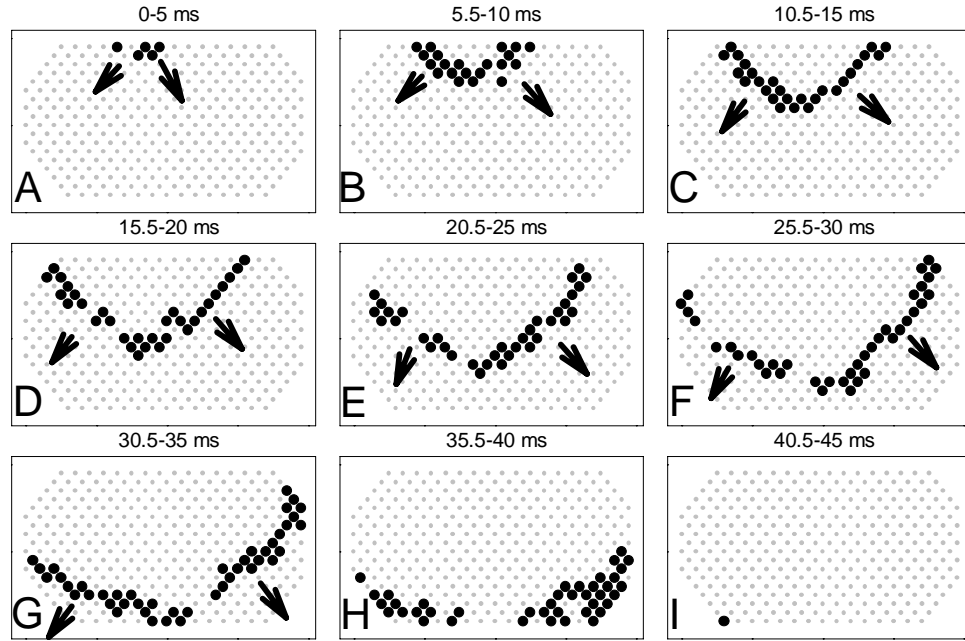 0-5 ms
5.5-10 ms
10.5-15 ms
A
B
C
15.5-20 ms
20.5-25 ms
25.5-30 ms
D
E
F
30.5-35 ms
35.5-40 ms
40.5-45 ms
G
H
I